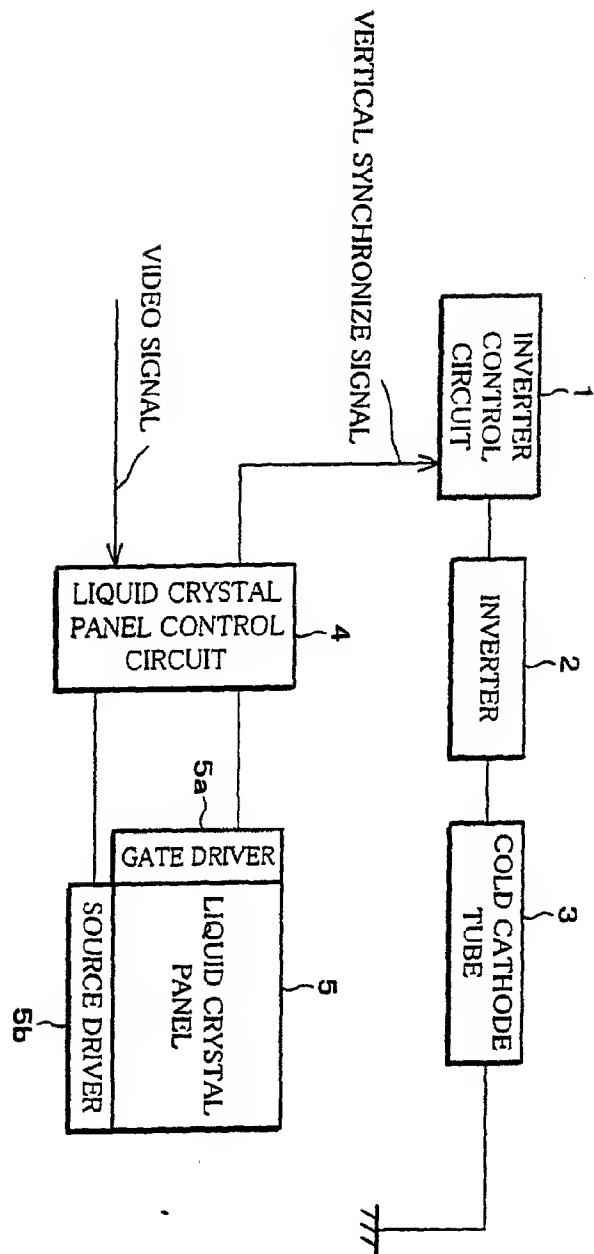 1
INVERTER
CONTROL
CIRCUIT
2
INVERTER
3
COLD CATHODE
TUBE
VERTICAL SYNCHRONIZE SIGNAL
VIDEO SIGNAL
4
LIQUID CRYSTAL
PANEL CONTROL
CIRCUIT
5a
GATE DRIVER
5
LIQUID CRYSTAL
PANEL
SOURCE DRIVER
5b